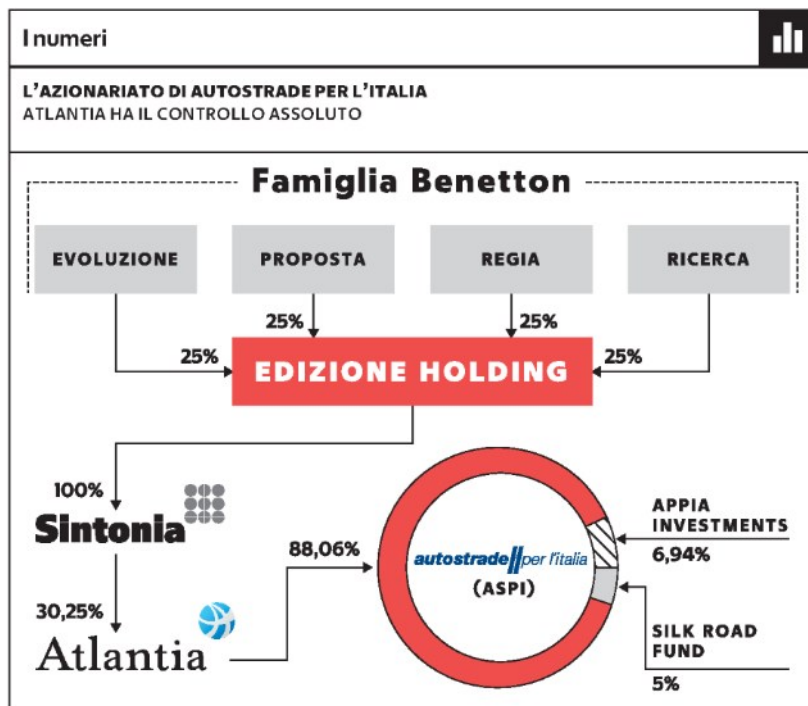 I numeri
L'AZIONARIATO DI AUTOSTRADE PER L'ITALIA
ATLANTIA HA IL CONTROLLO ASSOLUTO
Famiglia Benetton
EVOLUZIONE
PROPOSTA
REGIA
RICERCA
25%
25%
25%
25%
EDIZIONE HOLDING
100%
Sintonia
30,25%
Atlantia
88,06%
autostrade per l'italia
(ASPI)
APPIA
INVESTMENTS
6,94%
SILK ROAD
FUND
5%